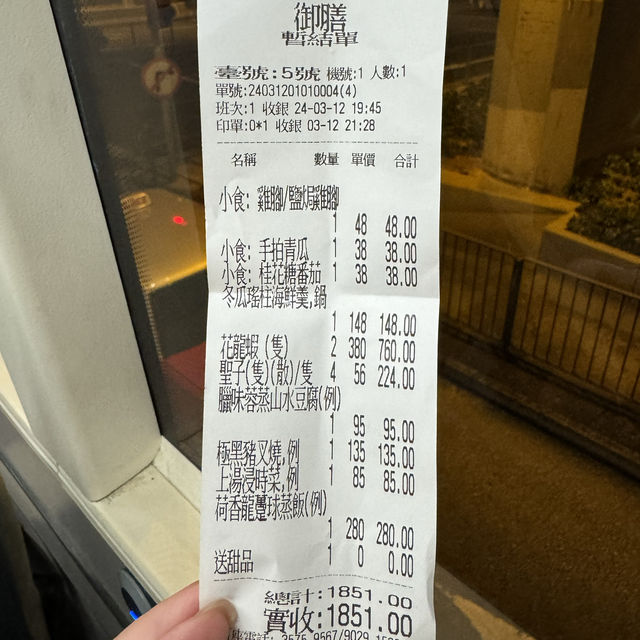 御膳
暫結單
臺號:5號 機號:1 人數:1
單號:24031201010004(4)
班次:1 收銀 24-03-12 19:45
印單:0*1 收銀 03-12 21:28
名稱 數量 單價 合計
小食: 雞腳/鹽焗雞腳
1 48 48.00
小食: 手拍青瓜 1 38 38.00
小食: 桂花糖番茄 1 38 38.00
冬瓜瑤柱海鮮羹,鍋
1 148 148.00
花龍蝦(隻) 2 380 760.00
聖子(隻)(散)/隻 4 56 224.00
臘味蓉蒸山水豆腐(例)
1 95 95.00
極黑豬叉燒,例 1 135 135.00
上湯浸時菜,例 1 85 85.00
荷香龍躉球蒸飯(例)
1 280 280.00
送甜品 1 0 0.00
總計:1851.00
實收:1851.00